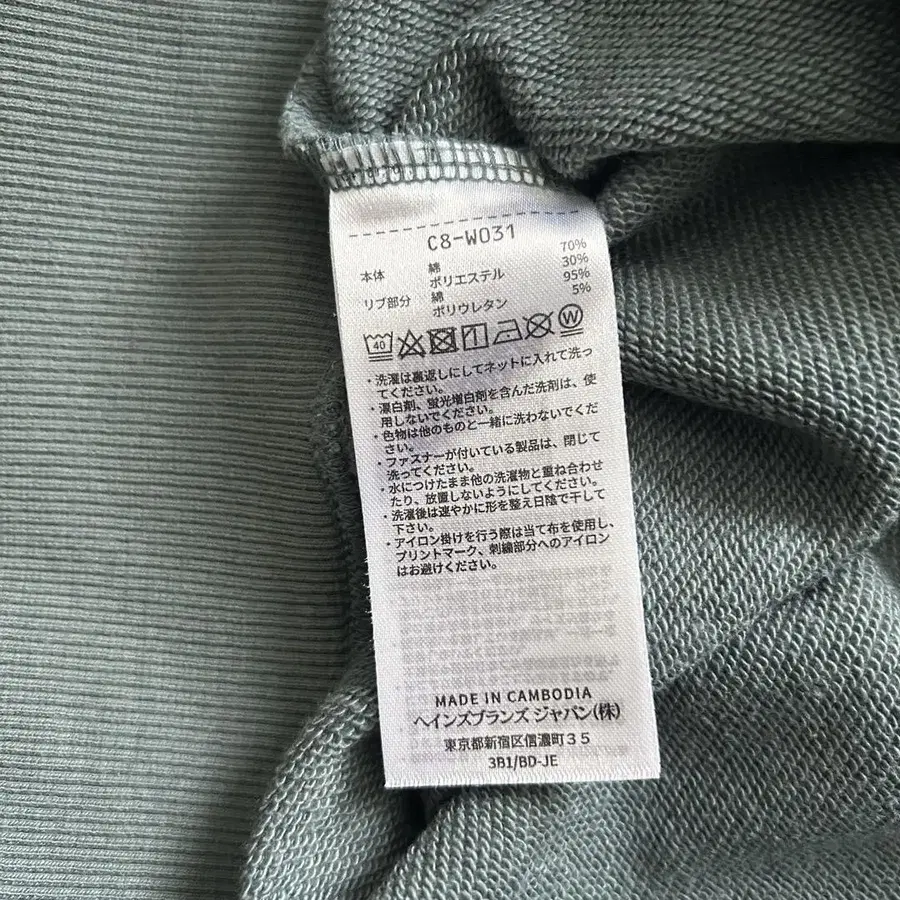 C8-W031
本体 綿 70%
ポリエステル 30%
リブ部分 綿 95%
ポリウレタン 5%
40 W
・洗濯は裏返しにしてネットに入れて洗っ
てください。
・漂白剤、蛍光増白剤を含んだ洗剤は、使
用しないでください。
・色物は他のものと一緒に洗わないでくだ
さい。
・ファスナーが付いている製品は、閉じて
洗ってください。
・水につけたまま他の洗濯物と重ね合わせ
たり、放置しないようにしてください。
・洗濯後は速やかに形を整え日陰で干して
下さい。
・アイロン掛けを行う際は当て布を使用し、
プリントマーク、刺繍部分へのアイロン
はお避けください。
MADE IN CAMBODIA
ヘインズブランズ ジャパン(株)
東京都新宿区信濃町35
3B1/BD-JE